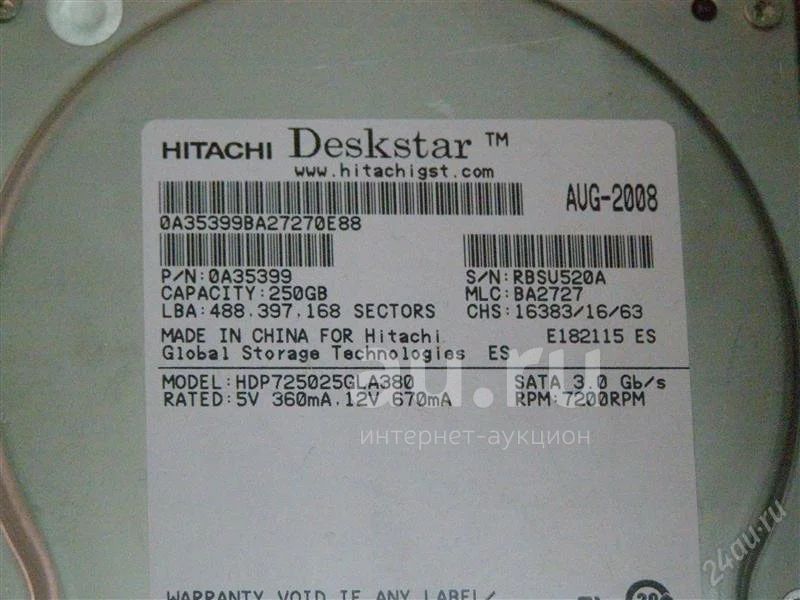 HITACHI Deskstar ™
www.hitachigst.com
AUG-2008
0A35399BA27270E88
P/N:0A35399 S/N:RBSU520A
CAPACITY:250GB MLC:BA2727
LBA:488.397.168 SECTORS CHS:16383/16/63
MADE IN CHINA FOR Hitachi E182115 ES
Global Storage Technologies ES
au.ru
MODEL:HDP725025GLA380 SATA 3.0 Gb/s
RATED:5V 360mA.12V 670mA RPM:7200RPM
интернет-аукцион
24au.ru
WARRANTY VOID IF ANY LABEL/